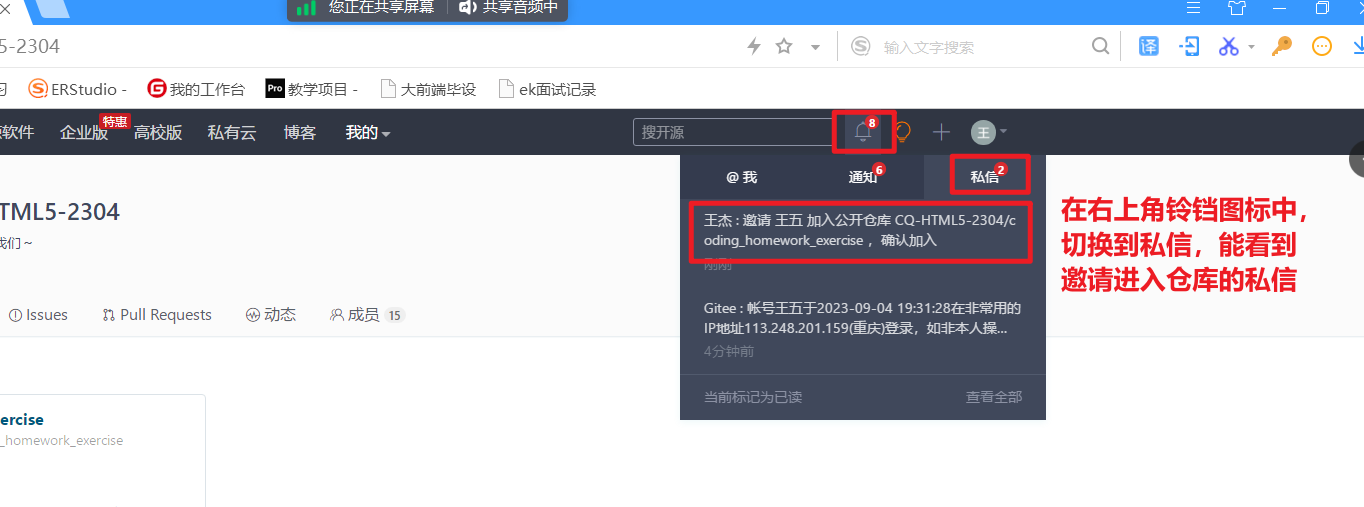 您正在共享屏幕 共享音频中
5-2304
输入文字搜索
译
ERStudio - 我的工作台 Pro 教学项目 - 大前端毕设 ek面试记录
软件 企业版 特惠 高校版 私有云 博客 我的 搜开源 8 王
@ 我 通知 6 私信 2
TML5-2304
我们~
王杰 : 邀请 王五 加入公开仓库 CQ-HTML5-2304/c
oding_homework_exercise ，确认加入
刚刚
在右上角铃铛图标中，
切换到私信，能看到
邀请进入仓库的私信
Issues Pull Requests 动态 成员 15
Gitee : 帐号王五于2023-09-04 19:31:28在非常用的
IP地址113.248.201.159(重庆)登录，如非本人操...
4分钟前
当前标记为已读 查看全部
ercise
_homework_exercise